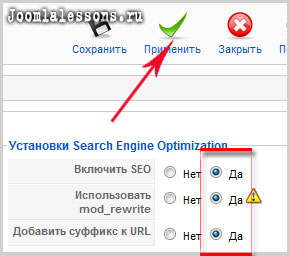 Joomlalessons.ru
Сохранить Применить Закрыть
Установки Search Engine Optimization
Включить SEO Нет Да
Использовать mod_rewrite Нет Да
Добавить суффикс к URL Нет Да